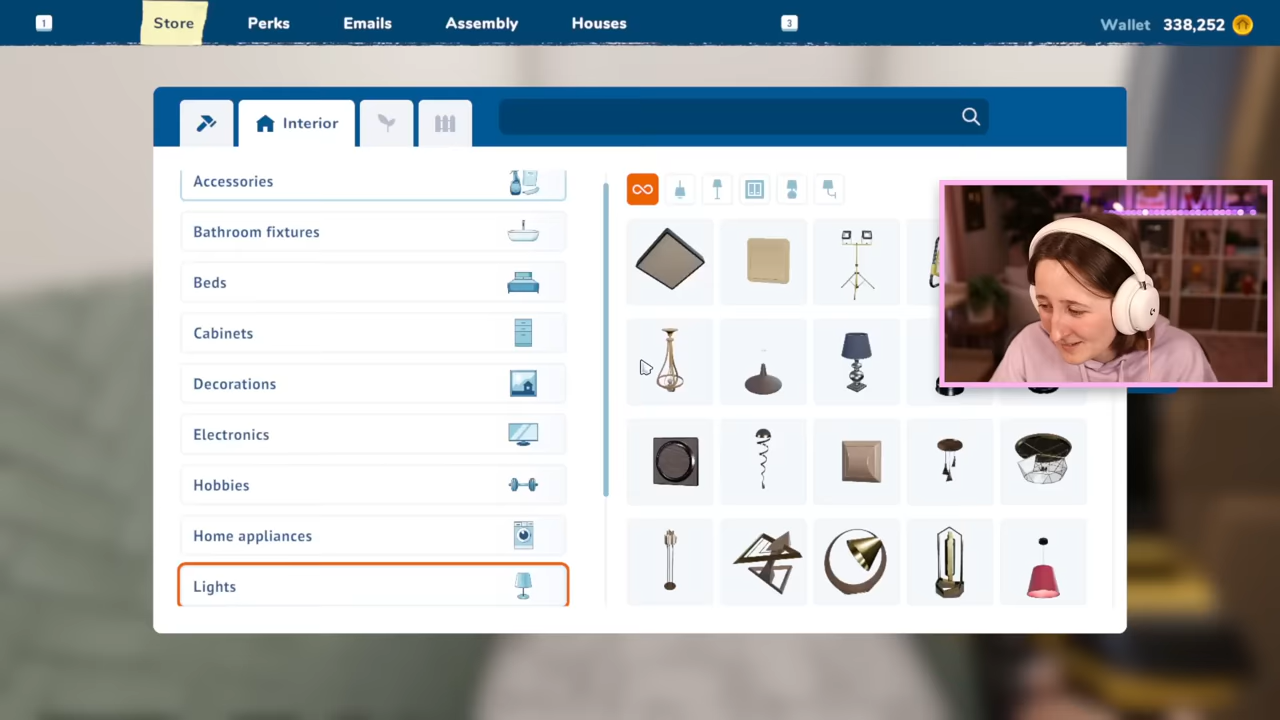 1 Store Perks Emails Assembly Houses 3 Wallet 338,252
Interior
Accessories
Bathroom fixtures
Beds
Cabinets
Decorations
Electronics
Hobbies
Home appliances
Lights